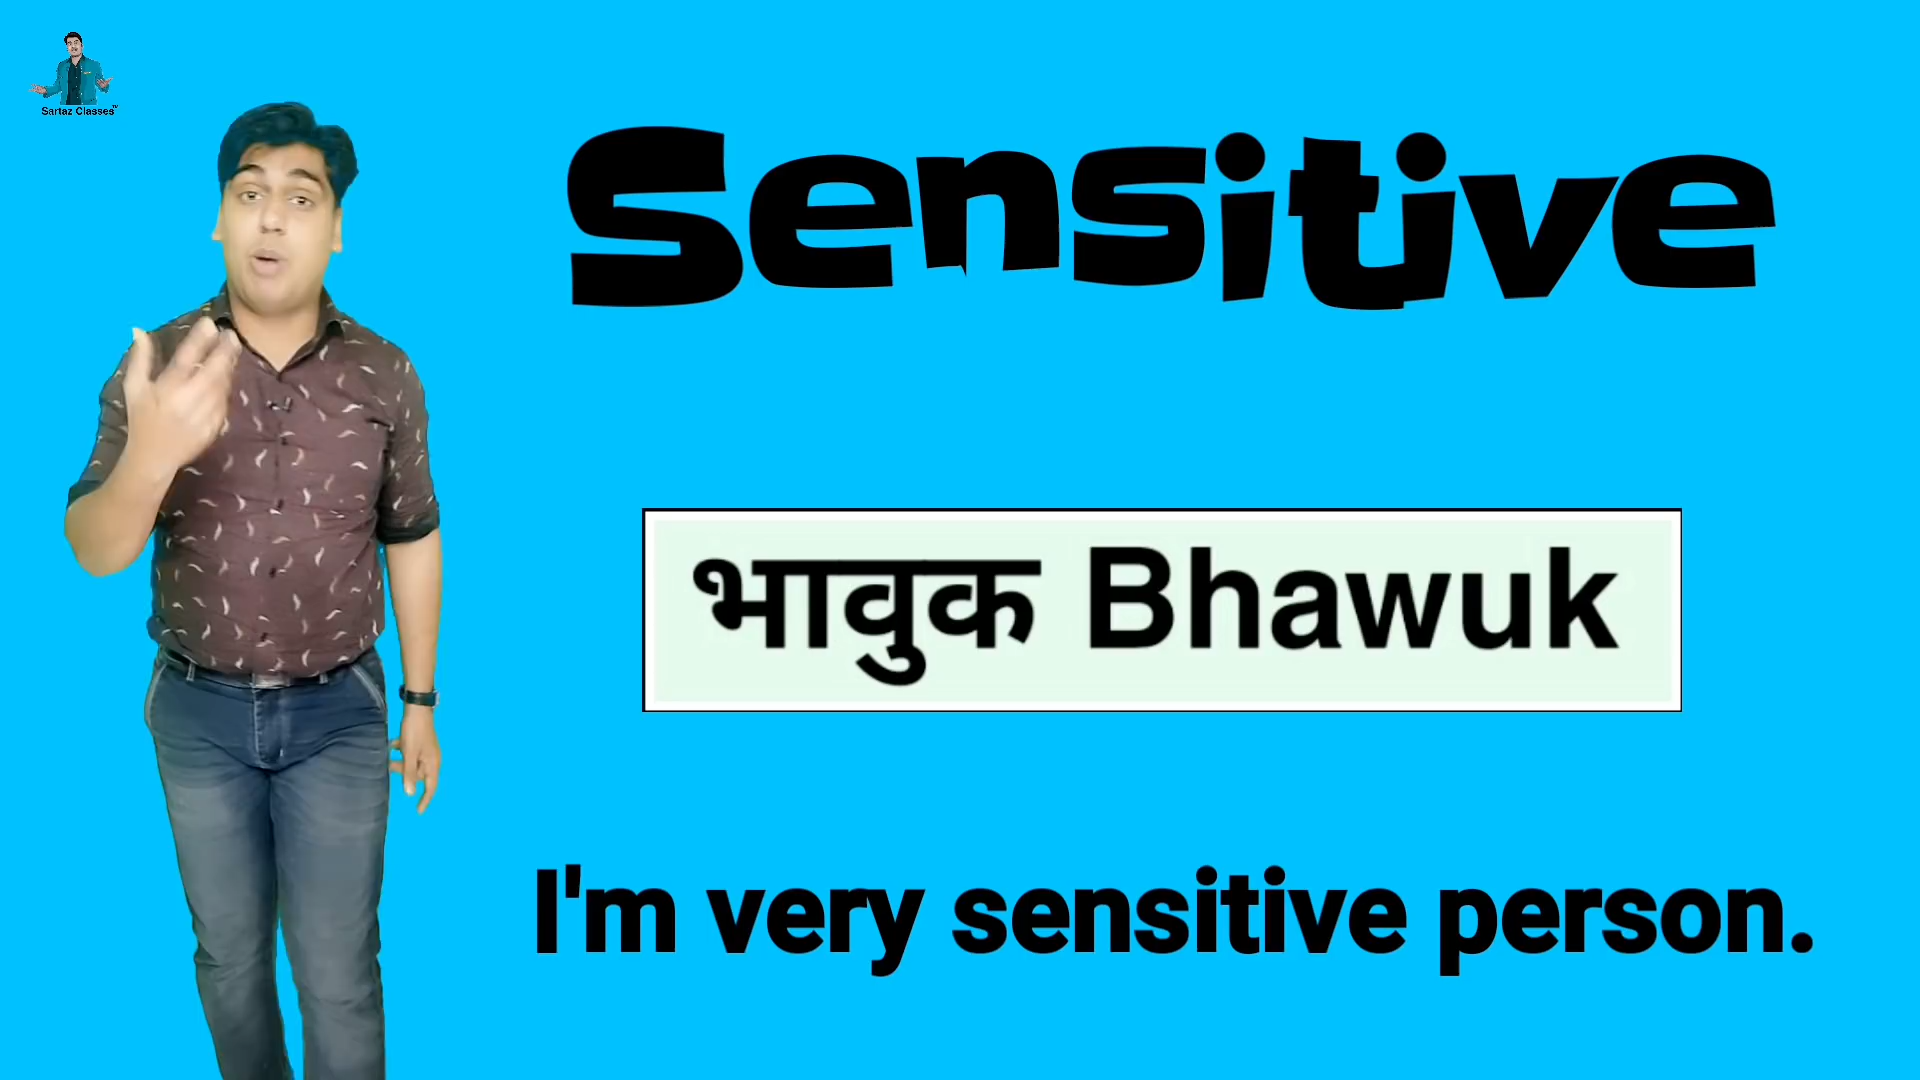 Sartaz Classes
Sensitive
भावुक Bhawuk
I'm very sensitive person.